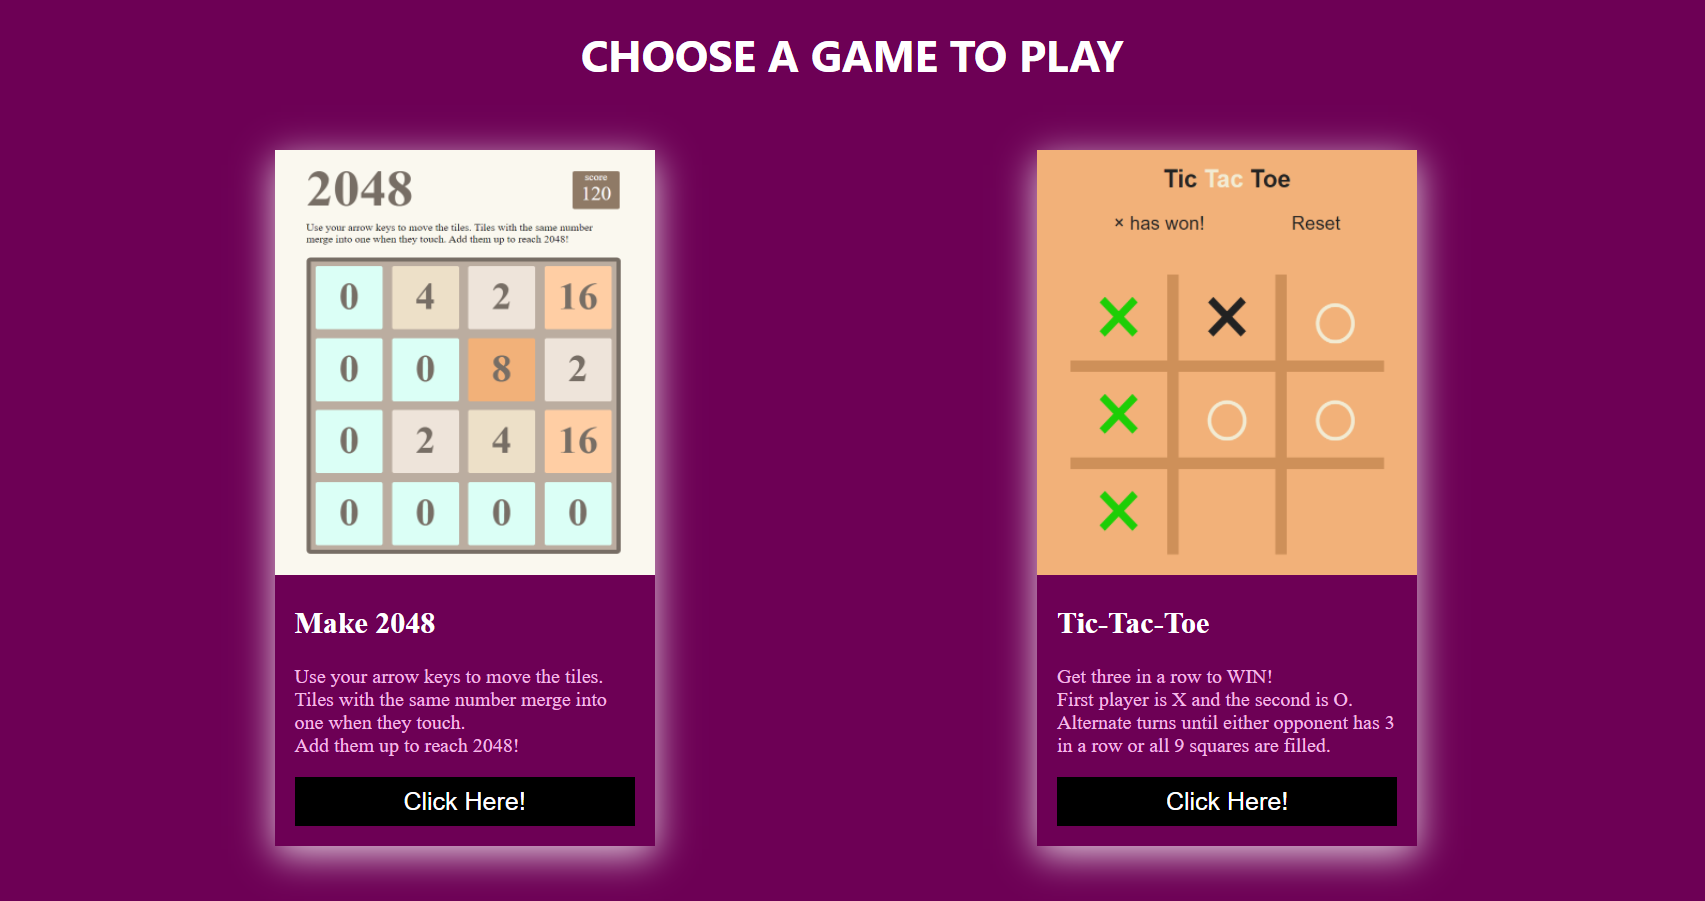 CHOOSE A GAME TO PLAY
2048
score
120
Use your arrow keys to move the tiles. Tiles with the same number
merge into one when they touch. Add them up to reach 2048!
0 4 2 16
0 0 8 2
0 2 4 16
0 0 0 0
Make 2048
Use your arrow keys to move the tiles.
Tiles with the same number merge into
one when they touch.
Add them up to reach 2048!
Click Here!
Tic Tac Toe
× has won! Reset
× × ○
× ○ ○
×
Tic-Tac-Toe
Get three in a row to WIN!
First player is X and the second is O.
Alternate turns until either opponent has 3
in a row or all 9 squares are filled.
Click Here!